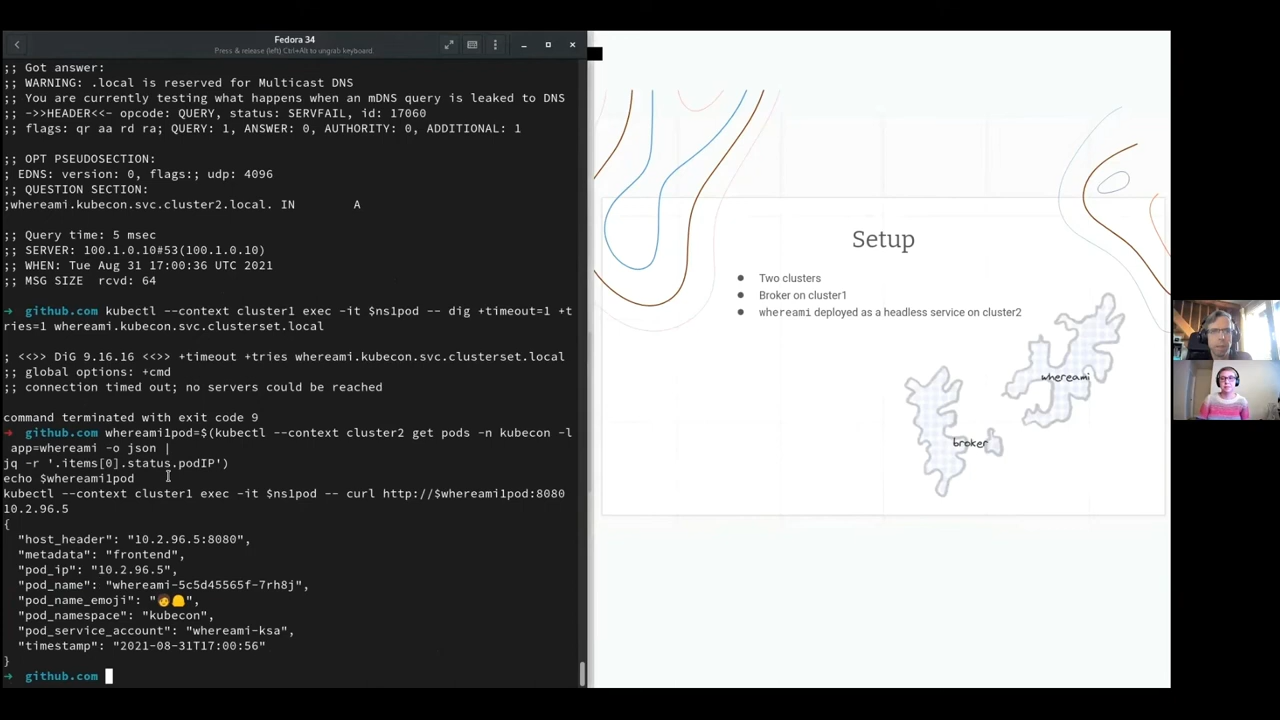 Fedora 34
Press & release (left) Ctrl+Alt to ungrab keyboard.
;; Got answer:
;; WARNING: .local is reserved for Multicast DNS
;; You are currently testing what happens when an mDNS query is leaked to DNS
;; ->>HEADER<<- opcode: QUERY, status: SERVFAIL, id: 17060
;; flags: qr aa rd ra; QUERY: 1, ANSWER: 0, AUTHORITY: 0, ADDITIONAL: 1
;; OPT PSEUDOSECTION:
; EDNS: version: 0, flags:; udp: 4096
;; QUESTION SECTION:
;whereami.kubecon.svc.cluster2.local. IN A
;; Query time: 5 msec
;; SERVER: 100.1.0.10#53(100.1.0.10)
;; WHEN: Tue Aug 31 17:00:36 UTC 2021
;; MSG SIZE rcvd: 64
→ github.com kubectl --context cluster1 exec -it $ns1pod -- dig +timeout=1 +t
ries=1 whereami.kubecon.svc.clusterset.local
; <<>> DiG 9.16.16 <<>> +timeout +tries whereami.kubecon.svc.clusterset.local
;; global options: +cmd
;; connection timed out; no servers could be reached
command terminated with exit code 9
→ github.com whereami1pod=$(kubectl --context cluster2 get pods -n kubecon -l
app=whereami -o json |
jq -r '.items[0].status.podIP')
echo $whereami1pod
kubectl --context cluster1 exec -it $ns1pod -- curl http://$whereami1pod:8080
10.2.96.5
{
"host_header": "10.2.96.5:8080",
"metadata": "frontend",
"pod_ip": "10.2.96.5",
"pod_name": "whereami-5c5d45565f-7rh8j",
"pod_name_emoji": "🧑‍🤝‍🧑",
"pod_namespace": "kubecon",
"pod_service_account": "whereami-ksa",
"timestamp": "2021-08-31T17:00:56"
}
→ github.com
Setup
● Two clusters
● Broker on cluster1
● whereami deployed as a headless service on cluster2
whereami
broker